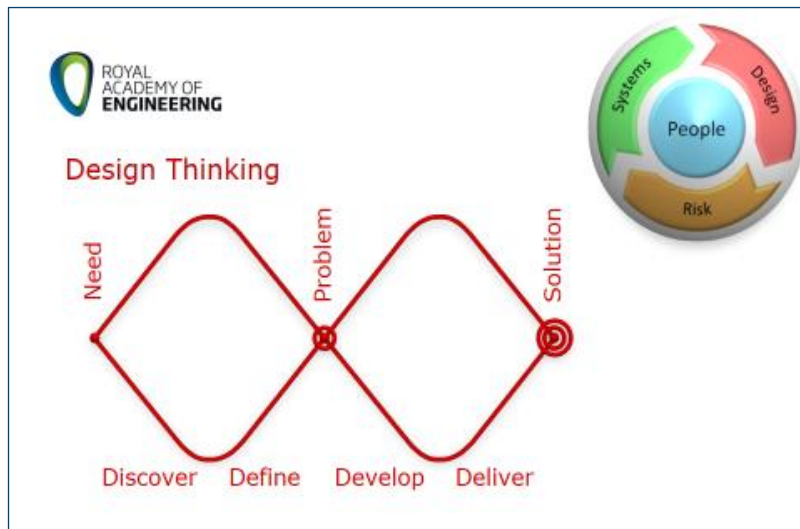 ROYAL
ACADEMY OF
ENGINEERING
Systems
Design
People
Risk
Design Thinking
Need
Problem
Solution
Discover
Define
Develop
Deliver